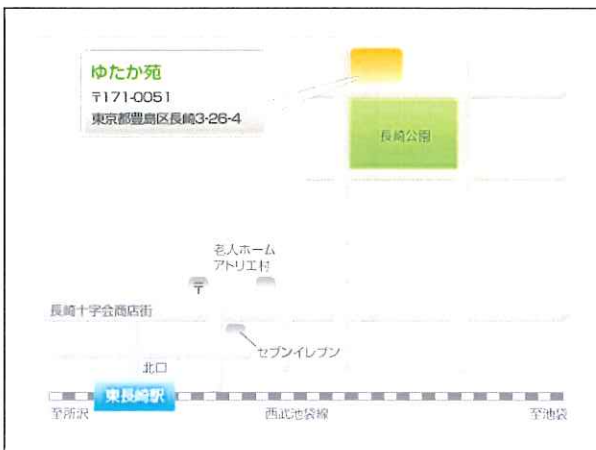 ゆたか苑
〒171-0051
東京都豊島区長崎3-26-4
長崎公園
老人ホーム
アトリエ村
〒
長崎十字会商店街
セブンイレブン
北口
東長崎駅
至所沢
西武池袋線
至池袋